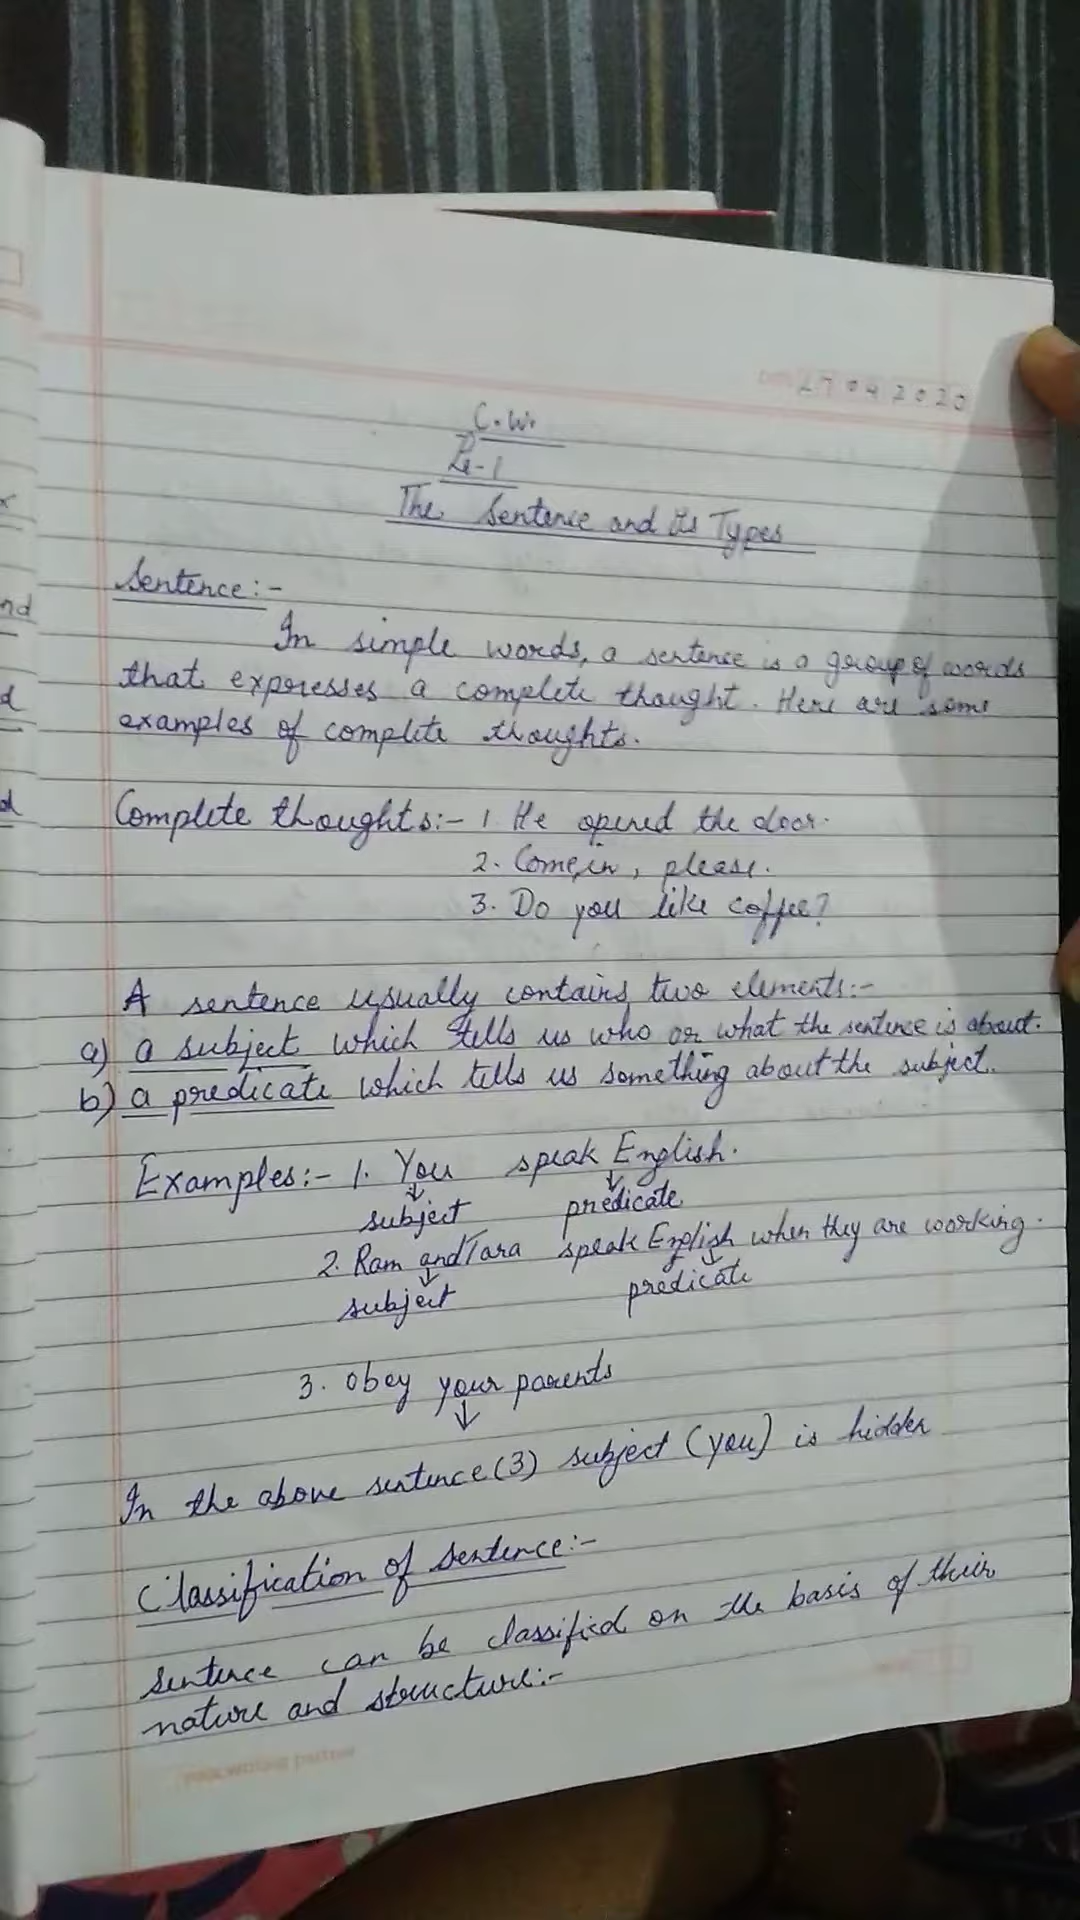 04 2020
C.W.
L-1
The Sentence and its Types
Sentence:-
In simple words, a sentence is a group of words
that expresses a complete thought. Here are some
examples of complete thoughts.
Complete thoughts:- 1. He opened the door.
2. Come in, please.
3. Do you like coffee?
A sentence usually contains two elements:-
a) a subject which tells us who or what the sentence is about.
b) a predicate which tells us something about the subject.
Examples:- 1. You speak English.
subject predicate
2. Ram and Tara speak English when they are working.
subject predicate
3. Obey your parents
In the above sentence (3) subject (you) is hidden
Classification of Sentence:-
Sentence can be classified on the basis of their
nature and structure:-
nd
d
d